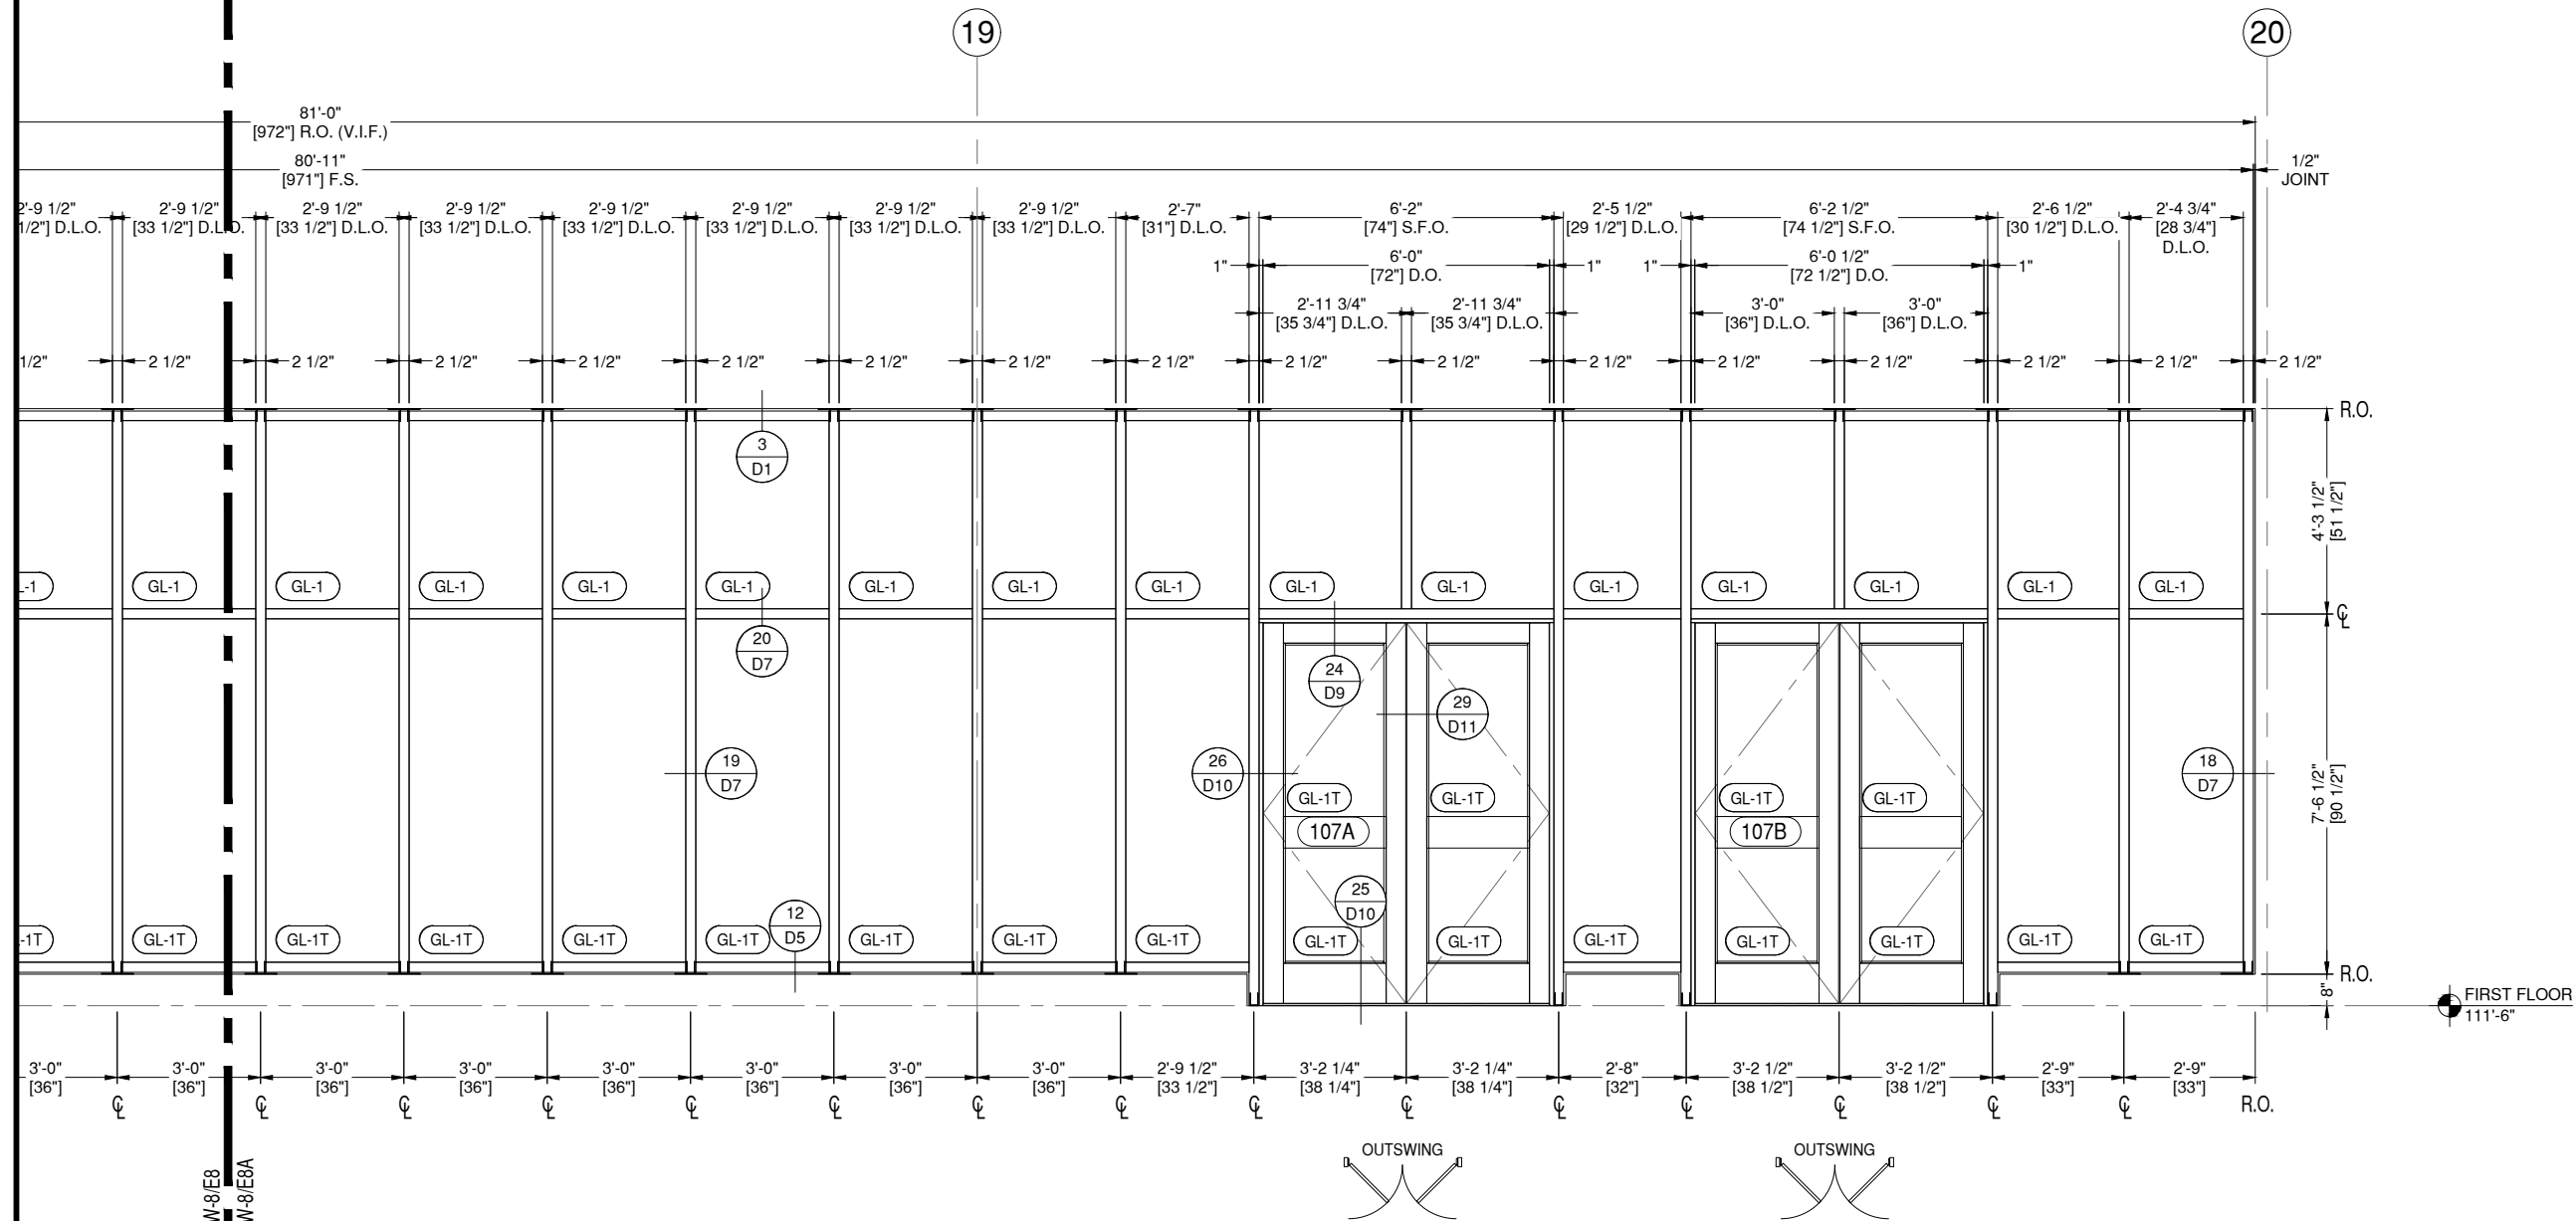 19
20
81'-0"
[972"] R.O. (V.I.F.)
80'-11"
[971"] F.S.
1/2"
JOINT
2'-9 1/2" 2'-9 1/2" 2'-9 1/2" 2'-9 1/2" 2'-9 1/2" 2'-9 1/2" 2'-9 1/2" 2'-9 1/2" 2'-7" 6'-2" 2'-5 1/2" 6'-2 1/2" 2'-6 1/2" 2'-4 3/4"
1/2"] D.L.O. [33 1/2"] D.L.O. [33 1/2"] D.L.O. [33 1/2"] D.L.O. [33 1/2"] D.L.O. [33 1/2"] D.L.O. [33 1/2"] D.L.O. [33 1/2"] D.L.O. [31"] D.L.O. [74"] S.F.O. [29 1/2"] D.L.O. [74 1/2"] S.F.O. [30 1/2"] D.L.O. [28 3/4"]
D.L.O.
1" 6'-0" 1" 1" 6'-0 1/2" 1"
[72"] D.O. [72 1/2"] D.O.
2'-11 3/4" 2'-11 3/4" 3'-0" 3'-0"
[35 3/4"] D.L.O. [35 3/4"] D.L.O. [36"] D.L.O. [36"] D.L.O.
1/2" 2 1/2" 2 1/2" 2 1/2" 2 1/2" 2 1/2" 2 1/2" 2 1/2" 2 1/2" 2 1/2" 2 1/2" 2 1/2" 2 1/2" 2 1/2" 2 1/2" 2 1/2" 2 1/2"
R.O.
3
D1
4'-3 1/2"
[51 1/2"]
L-1 GL-1 GL-1 GL-1 GL-1 GL-1 GL-1 GL-1 GL-1 GL-1 GL-1 GL-1 GL-1 GL-1 GL-1 GL-1
℄
20
D7
24
D9
29
D11
19
D7
26
D10
18
D7
7'-6 1/2"
[90 1/2"]
GL-1T GL-1T GL-1T GL-1T
107A 107B
25
D10
12
D5
-1T GL-1T GL-1T GL-1T GL-1T GL-1T GL-1T GL-1T GL-1T GL-1T GL-1T GL-1T GL-1T GL-1T GL-1T GL-1T
R.O.
8"
FIRST FLOOR
111'-6"
3'-0" 3'-0" 3'-0" 3'-0" 3'-0" 3'-0" 3'-0" 3'-0" 2'-9 1/2" 3'-2 1/4" 3'-2 1/4" 2'-8" 3'-2 1/2" 3'-2 1/2" 2'-9" 2'-9"
[36"] [36"] [36"] [36"] [36"] [36"] [36"] [36"] [33 1/2"] [38 1/4"] [38 1/4"] [32"] [38 1/2"] [38 1/2"] [33"] [33"]
℄ ℄ ℄ ℄ ℄ ℄ ℄ ℄ ℄ ℄ ℄ ℄ ℄ ℄ ℄ R.O.
OUTSWING OUTSWING
W-8/E8
W-8/E8A